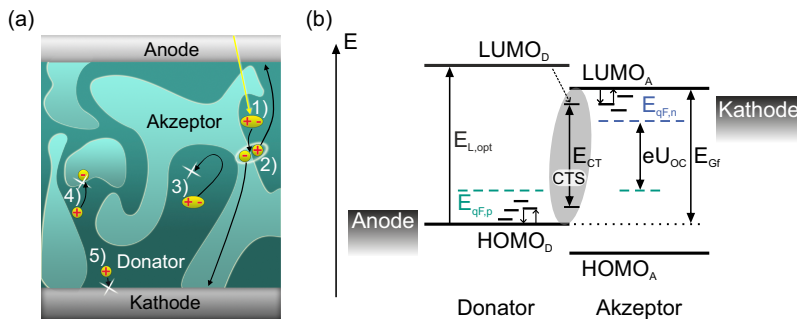 (a)
Anode
Akzeptor
1)
+ -
- +
2)
3)
+ -
-
4)
+
5)
+
Donator
Kathode
(b)
E
LUMO_D
LUMO_A
E_qF,n
Kathode
E_L,opt
E_CT
eU_OC
E_Gf
CTS
E_qF,p
Anode
HOMO_D
HOMO_A
Donator
Akzeptor